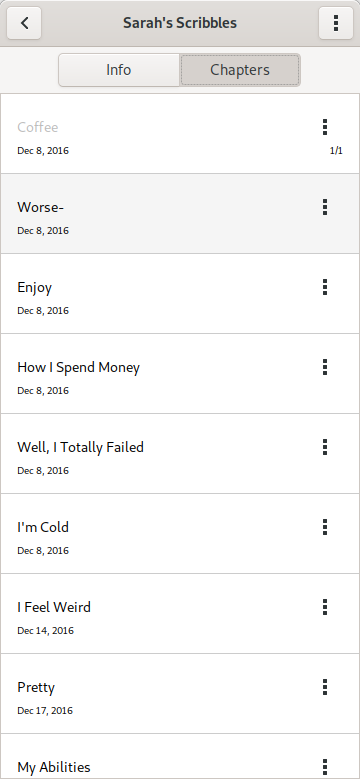 Sarah's Scribbles
Info
Chapters
Coffee
Dec 8, 2016
1/1
Worse-
Dec 8, 2016
Enjoy
Dec 8, 2016
How I Spend Money
Dec 8, 2016
Well, I Totally Failed
Dec 8, 2016
I'm Cold
Dec 8, 2016
I Feel Weird
Dec 14, 2016
Pretty
Dec 17, 2016
My Abilities